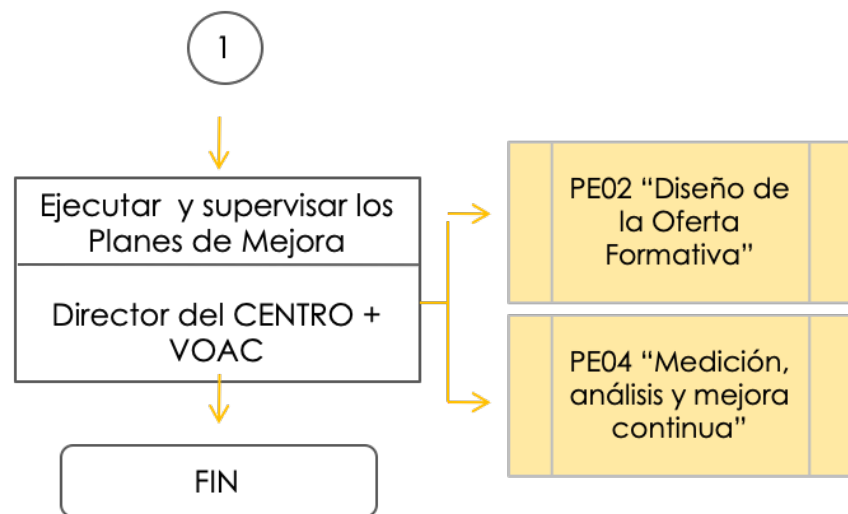 1
Ejecutar y supervisar los
Planes de Mejora
Director del CENTRO +
VOAC
FIN
PE02 “Diseño de
la Oferta
Formativa”
PE04 “Medición,
análisis y mejora
continua”